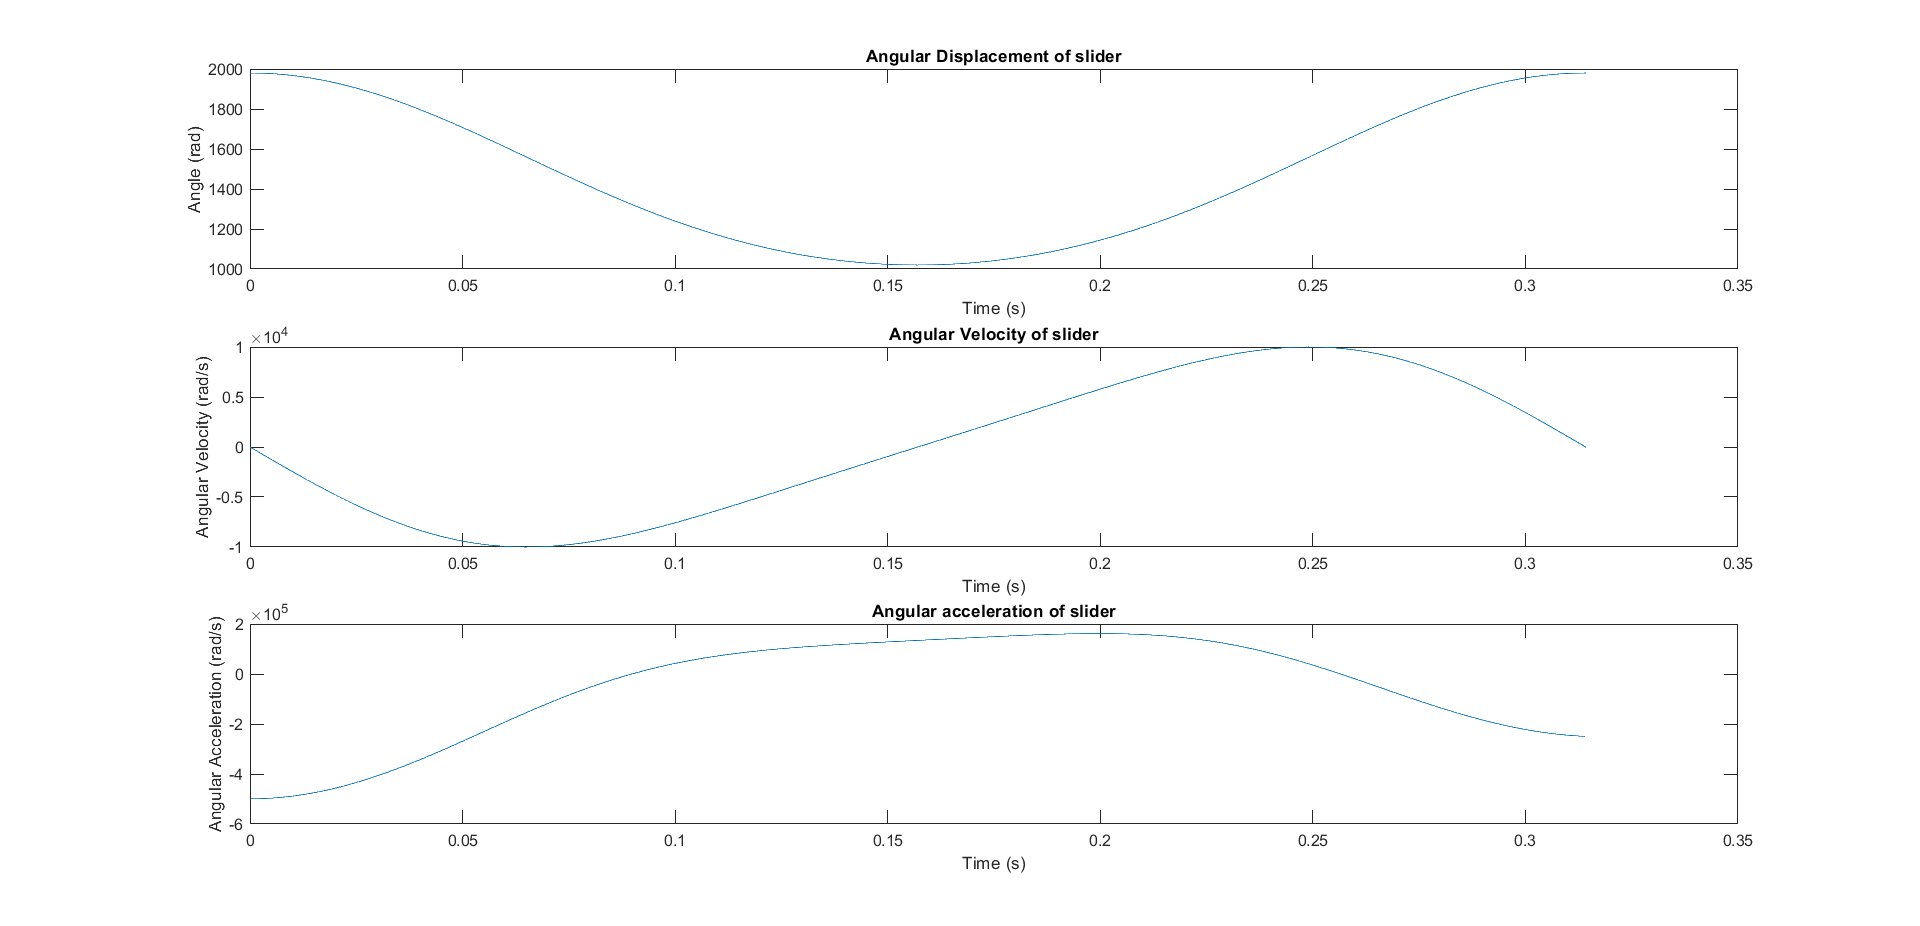 Angular Displacement of slider
2000
1800
1600
1400
1200
1000
Angle (rad)
0 0.05 0.1 0.15 0.2 0.25 0.3 0.35
Time (s)
Angular Velocity of slider
×10⁴
1
0.5
0
-0.5
-1
Angular Velocity (rad/s)
0 0.05 0.1 0.15 0.2 0.25 0.3 0.35
Time (s)
Angular acceleration of slider
×10⁵
2
0
-2
-4
-6
Angular Acceleration (rad/s)
0 0.05 0.1 0.15 0.2 0.25 0.3 0.35
Time (s)